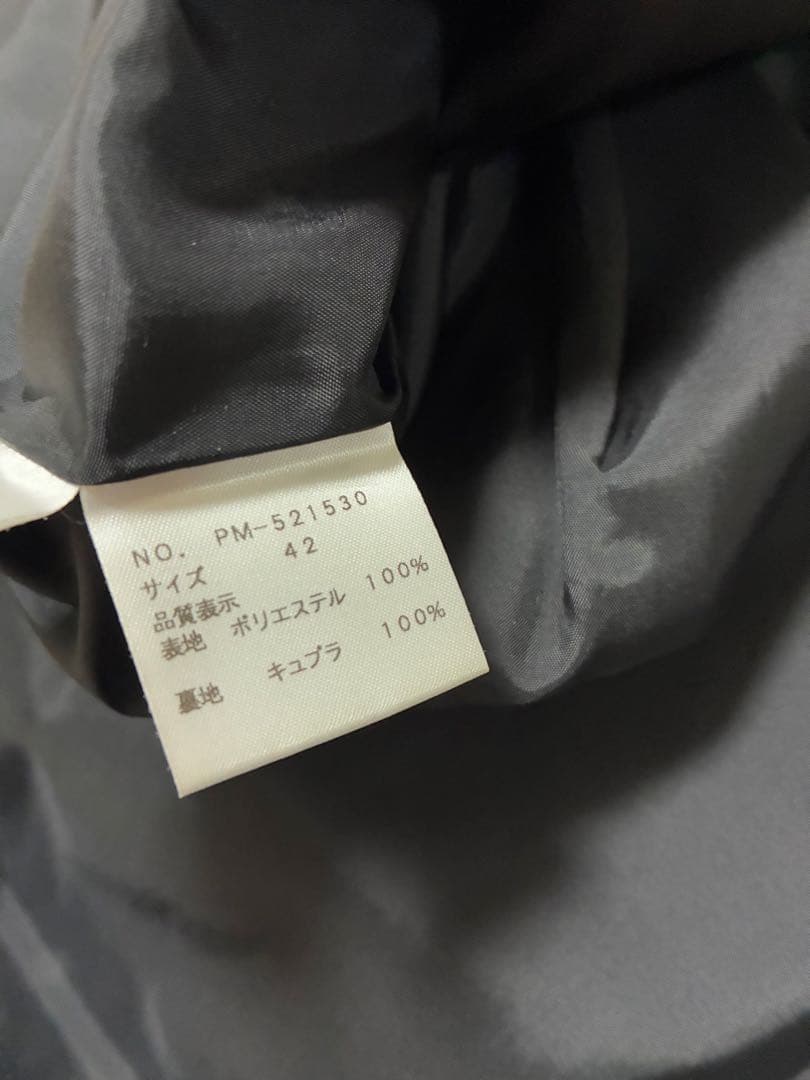 NO. PM-521530
サイズ 42
品質表示
表地 ポリエステル 100%
裏地 キュプラ 100%